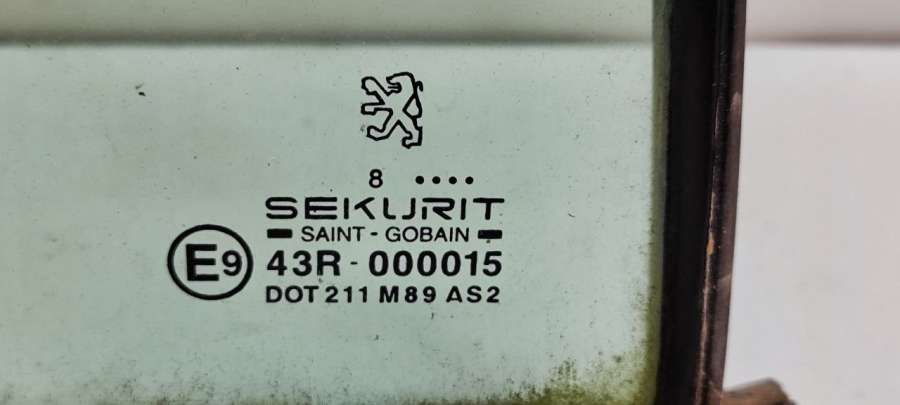 8 ••••
SEKURIT
SAINT - GOBAIN
E9 43R - 000015
DOT 211 M89 AS2